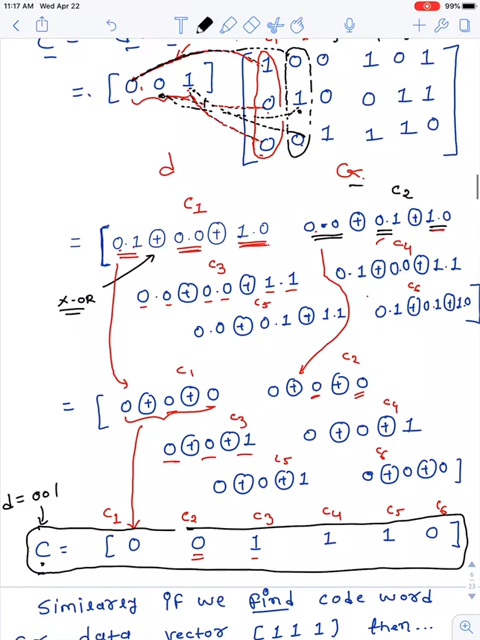 11:17 AM Wed Apr 22 99%
= [ 0 0 1 ] [ 1 0 0 1 0 1
0 1 0 0 1 1
0 0 1 1 1 0 ]
d G
C1 C2
= [ 0.1 ⊕ 0.0 ⊕ 1.0 0.0 ⊕ 0.1 ⊕ 1.0
C3 C4
X-OR 0.0 ⊕ 0.0 ⊕ 1.1 0.1 ⊕ 0.0 ⊕ 1.1
C5 C6
0.0 ⊕ 0.1 ⊕ 1.1 0.1 ⊕ 0.1 ⊕ 1.0 ]
C1 C2
= [ 0 ⊕ 0 ⊕ 0 0 ⊕ 0 ⊕ 0
C3 C4
0 ⊕ 0 ⊕ 1 0 ⊕ 0 ⊕ 1
C5 C6
0 ⊕ 0 ⊕ 1 0 ⊕ 0 ⊕ 0 ]
d = 001
C1 C2 C3 C4 C5 C6
C = [ 0 0 1 1 1 0 ]
6
23
Similarly if we find code word
data vector [111] then...